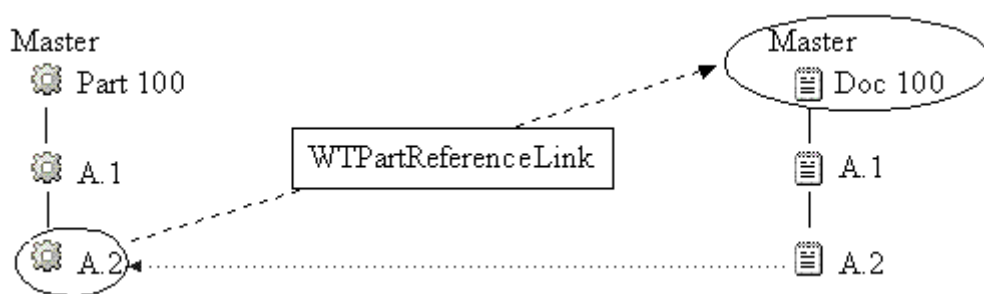 Master
Part 100
A.1
A.2
WTPartReferenceLink
Master
Doc 100
A.1
A.2